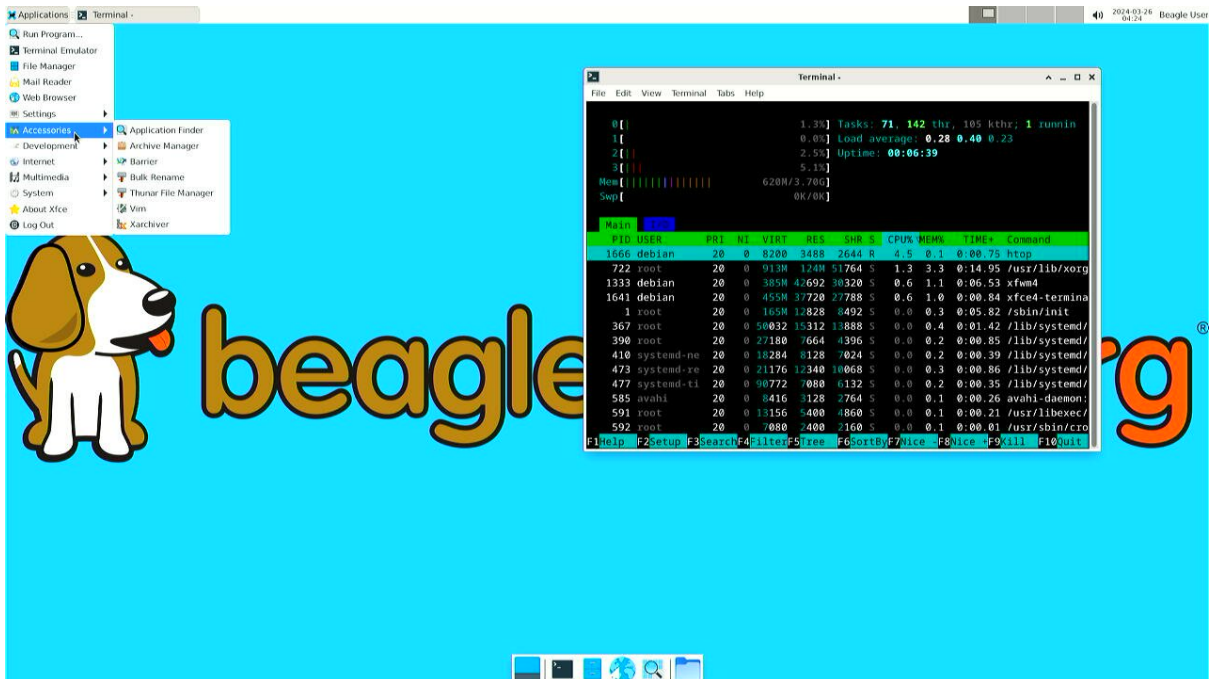 Applications Terminal - 2024-03-26 04:24 Beagle User
Run Program...
Terminal Emulator
File Manager
Mail Reader
Web Browser
Settings
Accessories
Development
Internet
Multimedia
System
About Xfce
Log Out
Application Finder
Archive Manager
Barrier
Bulk Rename
Thunar File Manager
Vim
Xarchiver
Terminal -
File Edit View Terminal Tabs Help
0[ 1.3%] Tasks: 71, 142 thr, 105 kthr; 1 runnin
1[ 0.0%] Load average: 0.28 0.40 0.23
2[ 2.5%] Uptime: 00:06:39
3[ 5.1%]
Mem[ 620M/3.70G]
Swp[ 0K/0K]
Main
PID USER PRI NI VIRT RES SHR S CPU% MEM% TIME+ Command
1666 debian 20 0 8200 3488 2644 R 4.5 0.1 0:00.75 htop
722 root 20 0 913M 124M 51764 S 1.3 3.3 0:14.95 /usr/lib/xorg
1333 debian 20 0 385M 42692 30320 S 0.6 1.1 0:06.53 xfwm4
1641 debian 20 0 455M 37720 27788 S 0.6 1.0 0:00.84 xfce4-termina
1 root 20 0 165M 12828 8492 S 0.0 0.3 0:05.82 /sbin/init
367 root 20 0 50032 15312 13888 S 0.0 0.4 0:01.42 /lib/systemd/
390 root 20 0 27180 7664 4396 S 0.0 0.2 0:00.85 /lib/systemd/
410 systemd-ne 20 0 18284 8128 7024 S 0.0 0.2 0:00.39 /lib/systemd/
473 systemd-re 20 0 21176 12340 10068 S 0.0 0.3 0:00.86 /lib/systemd/
477 systemd-ti 20 0 90772 7080 6132 S 0.0 0.2 0:00.35 /lib/systemd/
585 avahi 20 0 8416 3128 2764 S 0.0 0.1 0:00.26 avahi-daemon:
591 root 20 0 13156 5400 4860 S 0.0 0.1 0:00.21 /usr/libexec/
592 root 20 0 7080 2400 2160 S 0.0 0.1 0:00.01 /usr/sbin/cro
F1Help F2Setup F3SearchF4FilterF5Tree F6SortByF7Nice -F8Nice +F9Kill F10Quit
beagle rg®